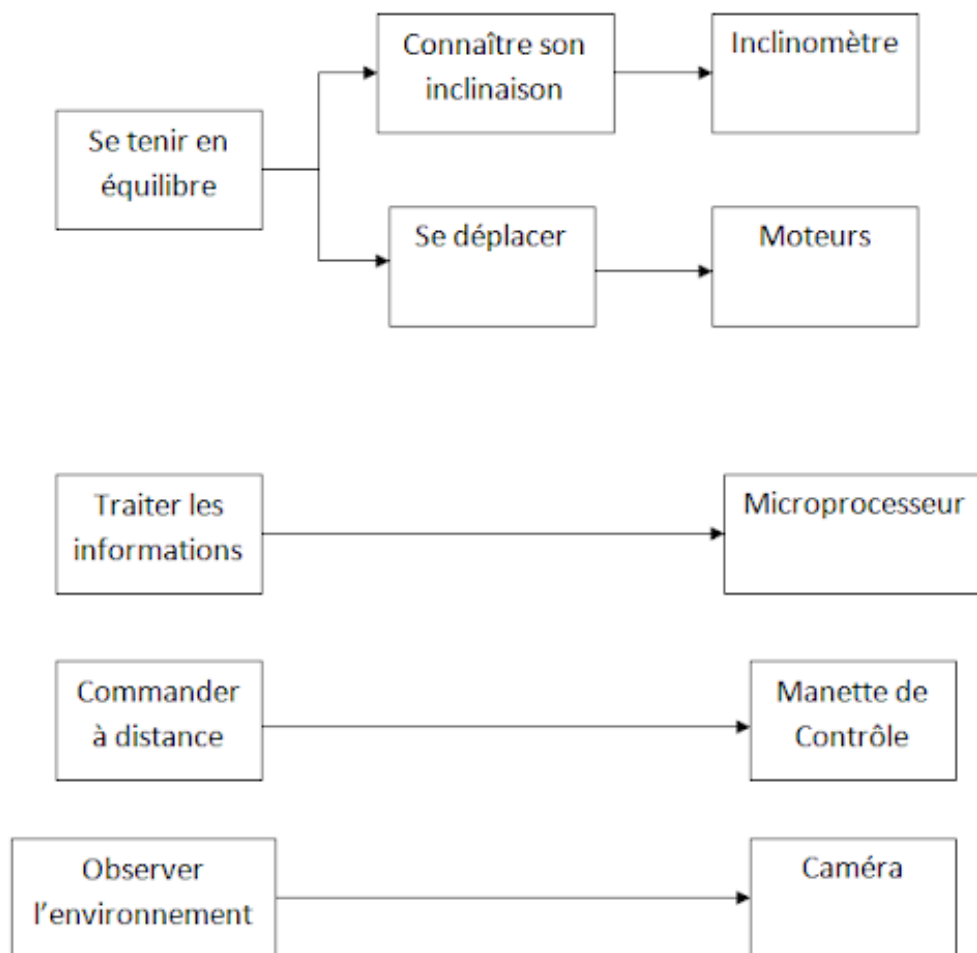 Connaître son
inclinaison
Inclinomètre
Se tenir en
équilibre
Se déplacer
Moteurs
Traiter les
informations
Microprocesseur
Commander
à distance
Manette de
Contrôle
Observer
l'environnement
Caméra